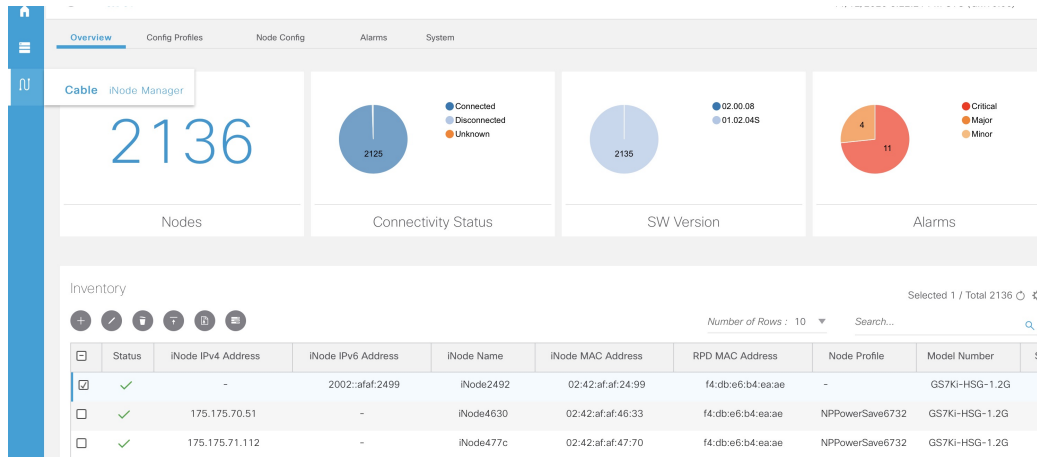 Overview Config Profiles Node Config Alarms System
Cable iNode Manager
2136
Nodes
2125
Connected
Disconnected
Unknown
Connectivity Status
2135
02.00.08
01.02.04S
SW Version
4
11
Critical
Major
Minor
Alarms
Inventory
Selected 1 / Total 2136
Number of Rows : 10 Search...
Status iNode IPv4 Address iNode IPv6 Address iNode Name iNode MAC Address RPD MAC Address Node Profile Model Number
- 2002::afaf:2499 iNode2492 02:42:af:af:24:99 f4:db:e6:b4:ea:ae - GS7Ki-HSG-1.2G
175.175.70.51 - iNode4630 02:42:af:af:46:33 f4:db:e6:b4:ea:ae NPPowerSave6732 GS7Ki-HSG-1.2G
175.175.71.112 - iNode477c 02:42:af:af:47:70 f4:db:e6:b4:ea:ae NPPowerSave6732 GS7Ki-HSG-1.2G